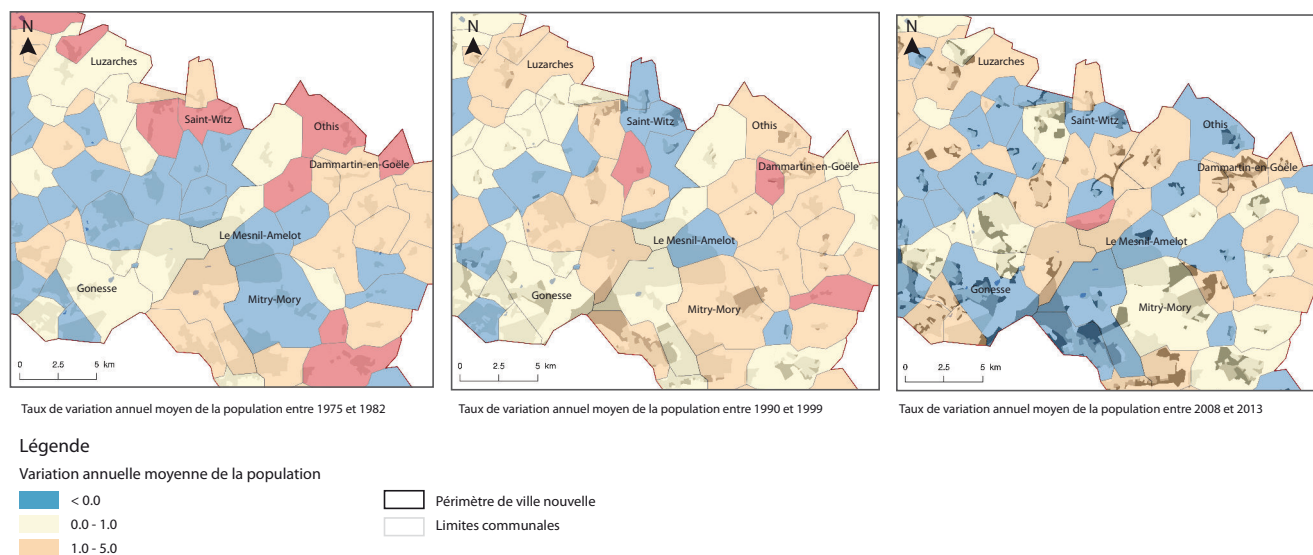 N
Luzarches
Saint-Witz
Othis
Dammartin-en-Goële
Le Mesnil-Amelot
Gonesse
Mitry-Mory
0 2.5 5 km
Taux de variation annuel moyen de la population entre 1975 et 1982
N
Luzarches
Saint-Witz
Othis
Dammartin-en-Goële
Le Mesnil-Amelot
Gonesse
Mitry-Mory
0 2.5 5 km
Taux de variation annuel moyen de la population entre 1990 et 1999
N
Luzarches
Saint-Witz
Othis
Dammartin-en-Goële
Le Mesnil-Amelot
Gonesse
Mitry-Mory
0 2.5 5 km
Taux de variation annuel moyen de la population entre 2008 et 2013
Légende
Variation annuelle moyenne de la population
< 0.0
0.0 - 1.0
1.0 - 5.0
Périmètre de ville nouvelle
Limites communales